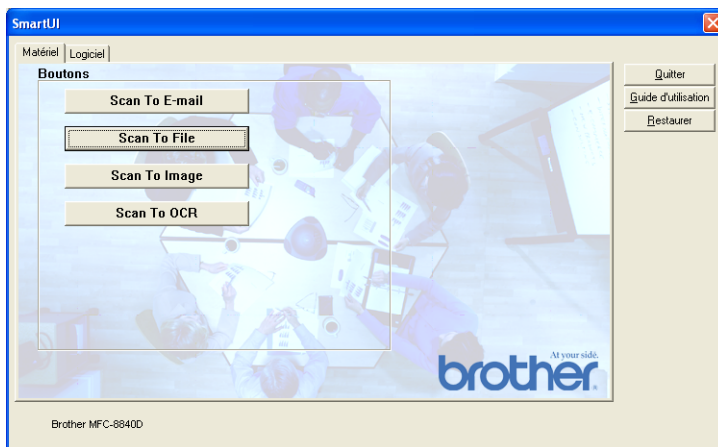 SmartUI
Matériel Logiciel
Boutons
Scan To E-mail
Scan To File
Scan To Image
Scan To OCR
Quitter
Guide d'utilisation
Restaurer
At your side.
brother
Brother MFC-8840D